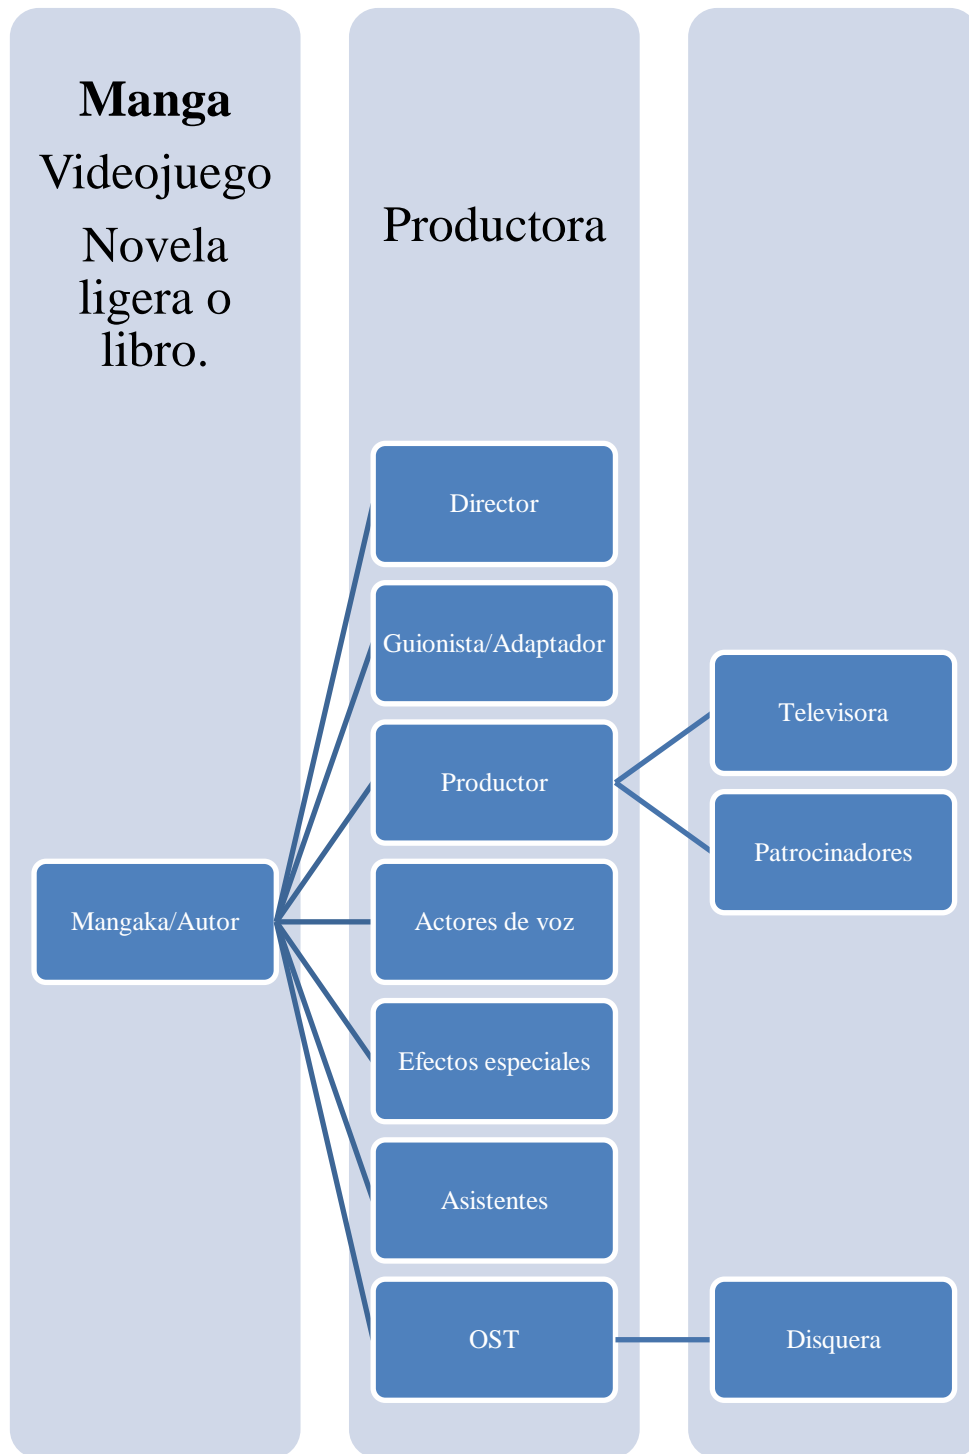 Manga
Videojuego
Novela
ligera o
libro.
Productora
Director
Guionista/Adaptador
Productor
Televisora
Patrocinadores
Mangaka/Autor
Actores de voz
Efectos especiales
Asistentes
OST
Disquera